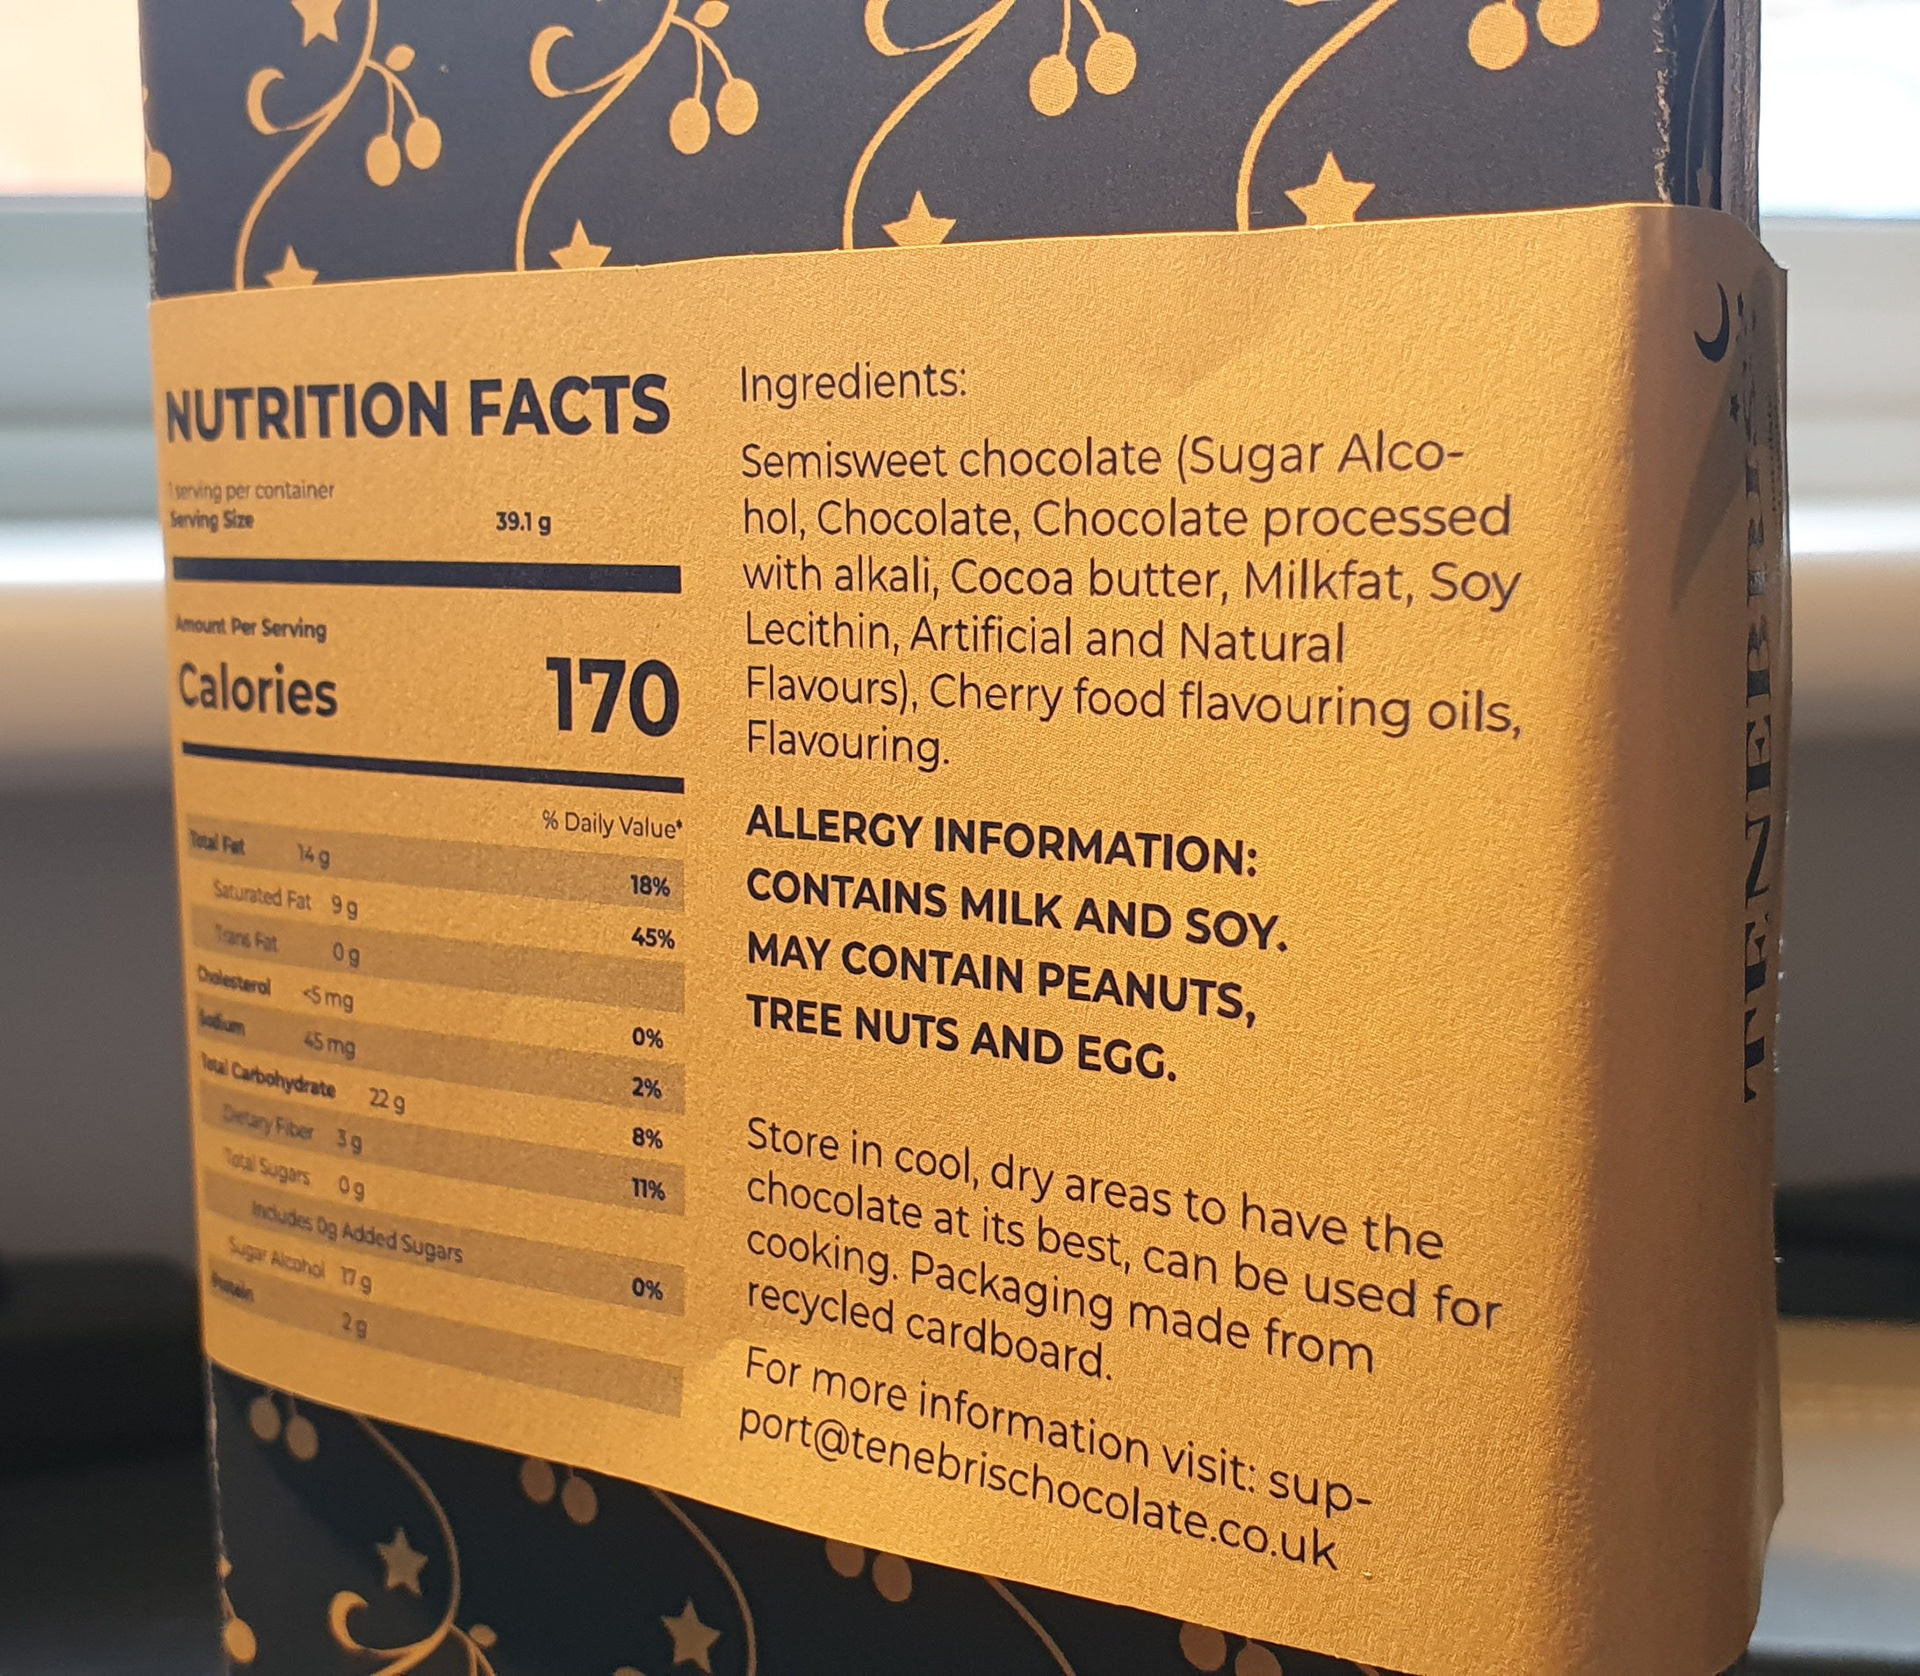 NUTRITION FACTS
1 serving per container
Serving Size 39.1 g
Amount Per Serving
Calories 170
% Daily Value*
Total Fat 14 g 18%
Saturated Fat 9 g 45%
Trans Fat 0 g
Cholesterol <5 mg 0%
Sodium 45 mg 2%
Total Carbohydrate 22 g 8%
Dietary Fiber 3 g 11%
Total Sugars 0 g
Includes 0g Added Sugars 0%
Sugar Alcohol 17 g
Protein 2 g
Ingredients:
Semisweet chocolate (Sugar Alco-
hol, Chocolate, Chocolate processed
with alkali, Cocoa butter, Milkfat, Soy
Lecithin, Artificial and Natural
Flavours), Cherry food flavouring oils,
Flavouring.
ALLERGY INFORMATION:
CONTAINS MILK AND SOY.
MAY CONTAIN PEANUTS,
TREE NUTS AND EGG.
Store in cool, dry areas to have the
chocolate at its best, can be used for
cooking. Packaging made from
recycled cardboard.
For more information visit: sup-
port@tenebrischocolate.co.uk
TENEBRIS